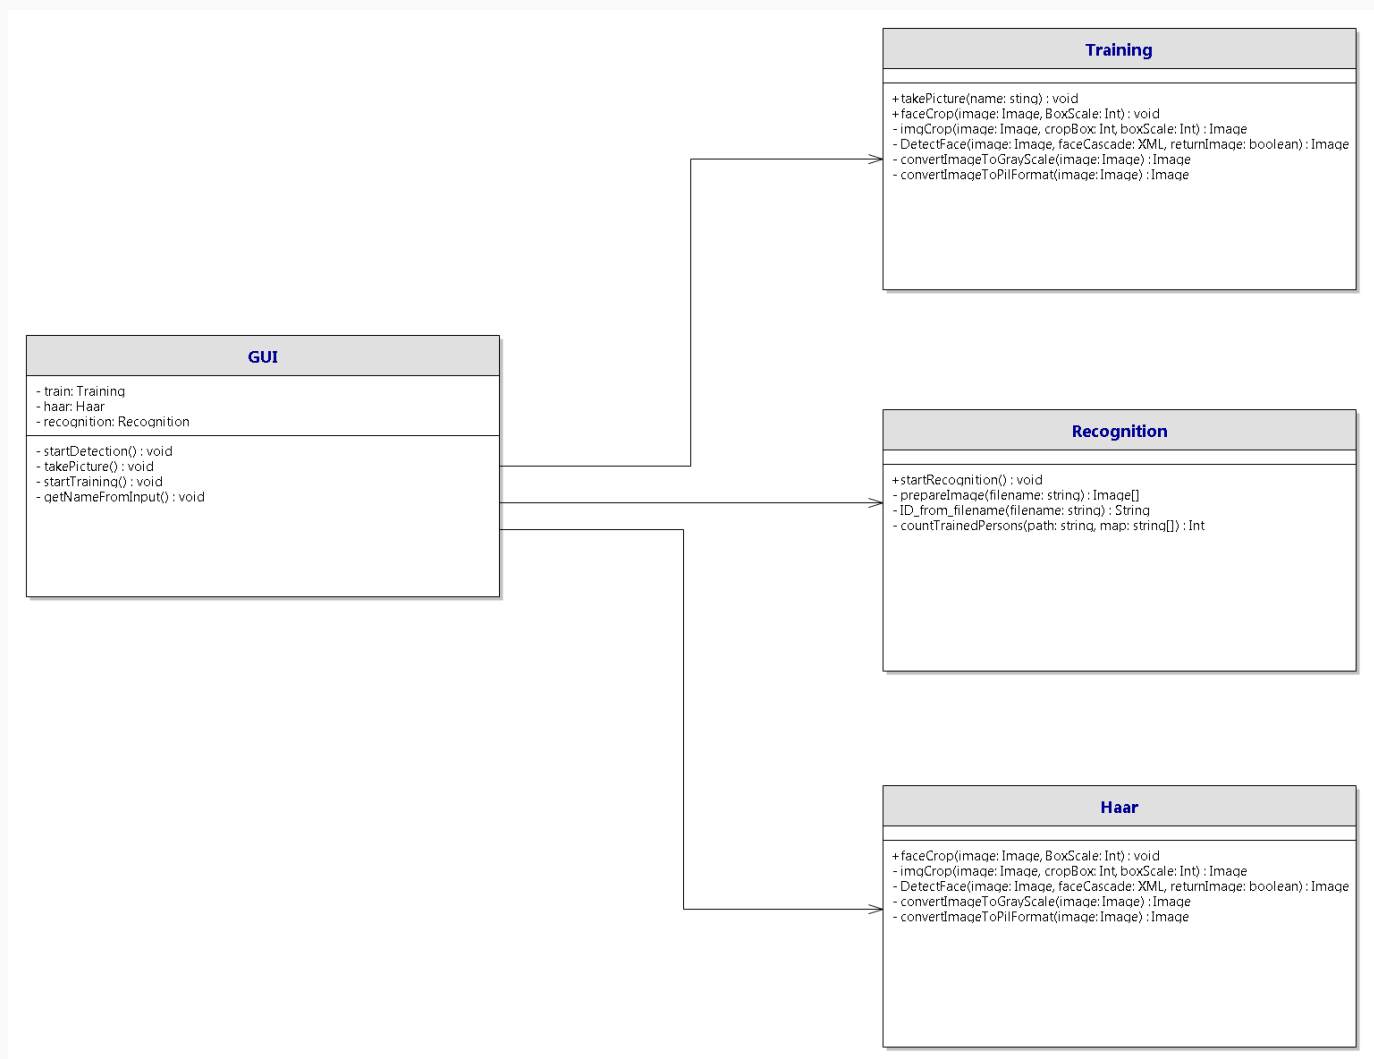 Training
+ takePicture(name: sting) : void
+ faceCrop(image: Image, BoxScale: Int) : void
- imgCrop(image: Image, cropBox: Int, boxScale: Int) : Image
- DetectFace(image: Image, faceCascade: XML, returnImage: boolean) : Image
- convertImageToGrayScale(image: Image) : Image
- convertImageToPilFormat(image: Image) : Image
GUI
- train: Training
- haar: Haar
- recognition: Recognition
- startDetection() : void
- takePicture() : void
- startTraining() : void
- getNameFromInput() : void
Recognition
+ startRecognition() : void
- prepareImage(filename: string) : Image[]
- ID_from_filename(filename: string) : String
- countTrainedPersons(path: string, map: string[]) : Int
Haar
+ faceCrop(image: Image, BoxScale: Int) : void
- imgCrop(image: Image, cropBox: Int, boxScale: Int) : Image
- DetectFace(image: Image, faceCascade: XML, returnImage: boolean) : Image
- convertImageToGrayScale(image: Image) : Image
- convertImageToPilFormat(image: Image) : Image